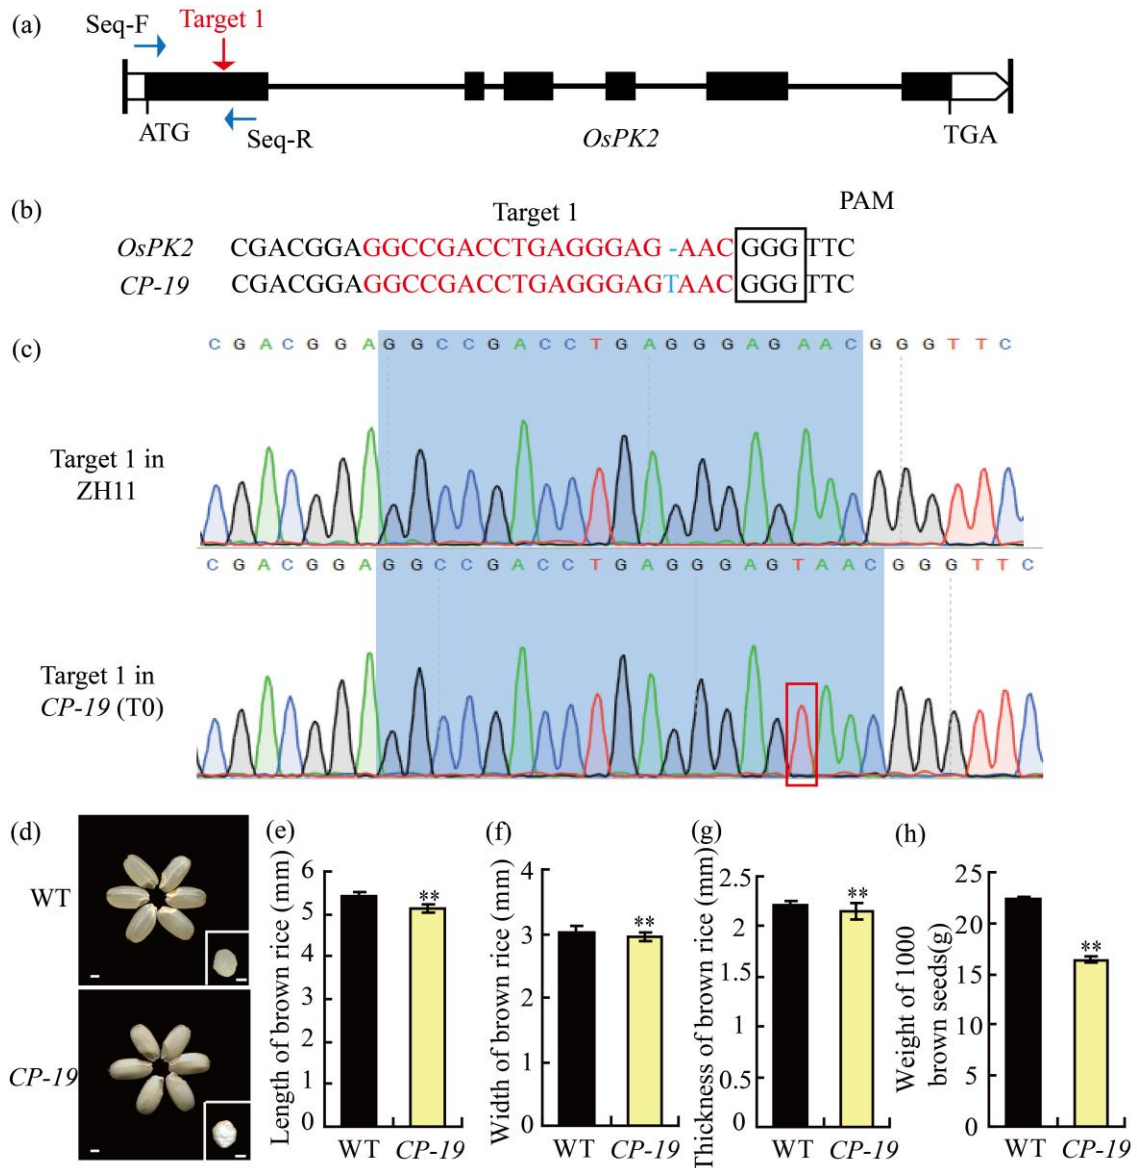 (a)
Seq-F
Target 1
ATG
Seq-R
OsPK2
TGA
(b)
Target 1
PAM
OsPK2 CGACGGAGGCCGACCTGAGGGAG-AACGGGTTC
CP-19 CGACGGAGGCCGACCTGAGGGAGTAACGGGTTC
(c)
C G A C G G A G G C C G A C C T G A G G G A G A A C G G G T T C
Target 1 in
ZH11
C G A C G G A G G C C G A C C T G A G G G A G T A A C G G G T T C
Target 1 in
CP-19 (T0)
(d)
WT
CP-19
(e)
Length of brown rice (mm)
6
5
4
3
2
1
0
**
WT CP-19
(f)
Width of brown rice (mm)
4
3
2
1
0
**
WT CP-19
(g)
Thickness of brown rice (mm)
2.5
2
1.5
1
0.5
0
**
WT CP-19
(h)
Weight of 1000
brown seeds(g)
25
20
15
10
5
0
**
WT CP-19